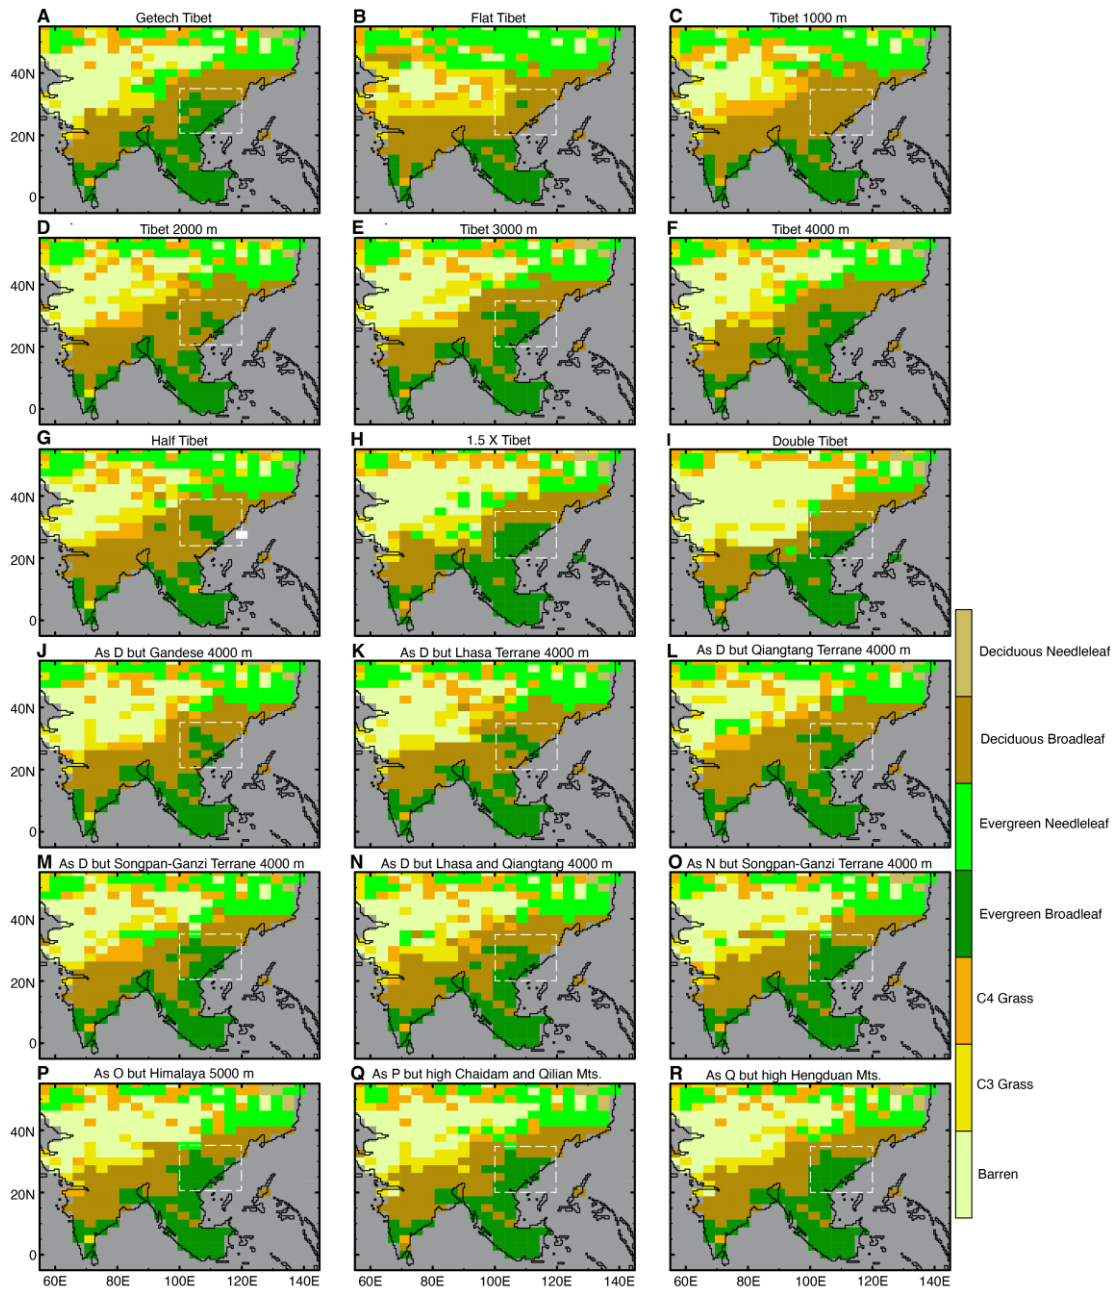 A Getech Tibet
B Flat Tibet
C Tibet 1000 m
40N
20N
0
D Tibet 2000 m
E Tibet 3000 m
F Tibet 4000 m
40N
20N
0
G Half Tibet
H 1.5 X Tibet
I Double Tibet
40N
20N
0
J As D but Gandese 4000 m
K As D but Lhasa Terrane 4000 m
L As D but Qiangtang Terrane 4000 m
40N
20N
0
M As D but Songpan-Ganzi Terrane 4000 m
N As D but Lhasa and Qiangtang 4000 m
O As N but Songpan-Ganzi Terrane 4000 m
40N
20N
0
P As O but Himalaya 5000 m
Q As P but high Chaidam and Qilian Mts.
R As Q but high Hengduan Mts.
40N
20N
0
60E 80E 100E 120E 140E
60E 80E 100E 120E 140E
60E 80E 100E 120E 140E
Deciduous Needleleaf
Deciduous Broadleaf
Evergreen Needleleaf
Evergreen Broadleaf
C4 Grass
C3 Grass
Barren